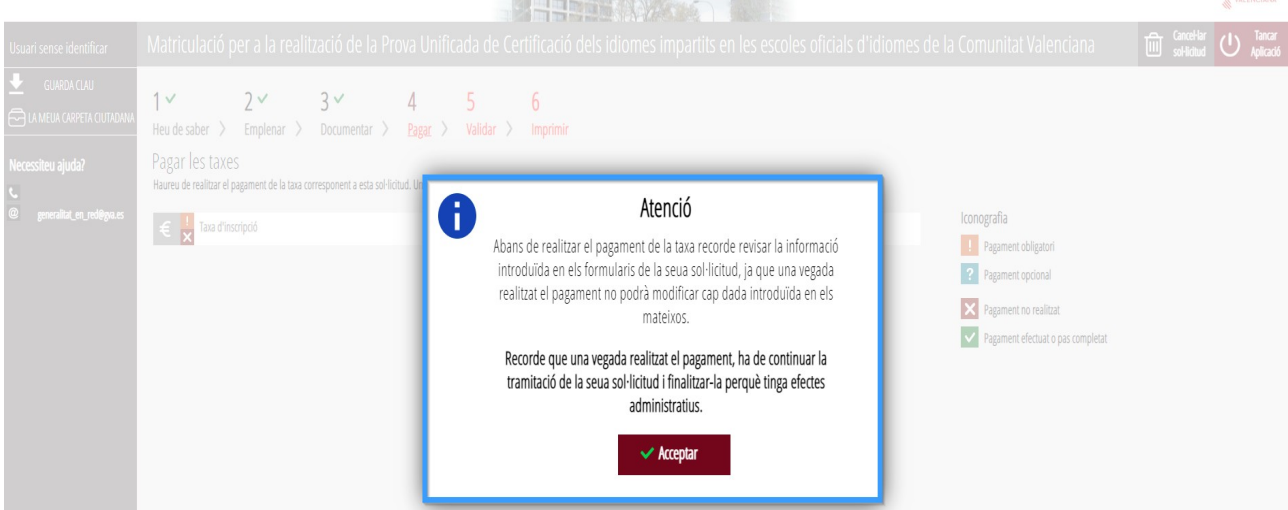 Usuari sense identificar
Matriculació per a la realització de la Prova Unificada de Certificació dels idiomes impartits en les escoles oficials d'idiomes de la Comunitat Valenciana
Cancel·lar
sol·licitud
Tancar
Aplicació
GUARDA CLAU
LA MEUA CARPETA CIUTADANA
Necessiteu ajuda?
@ generalitat_en_red@gva.es
1 2 3 4 5 6
Heu de saber > Emplenar > Documentar > Pagar > Validar > Imprimir
Pagar les taxes
Haureu de realitzar el pagament de la taxa corresponent a esta sol·licitud.
€ ! Taxa d'inscripció
Atenció
Abans de realitzar el pagament de la taxa recorde revisar la informació
introduïda en els formularis de la seua sol·licitud, ja que una vegada
realitzat el pagament no podrà modificar cap dada introduïda en els
mateixos.
Recorde que una vegada realitzat el pagament, ha de continuar la
tramitació de la seua sol·licitud i finalitzar-la perquè tinga efectes
administratius.
Acceptar
Iconografia
! Pagament obligatori
? Pagament opcional
Pagament no realitzat
Pagament efectuat o pas completat